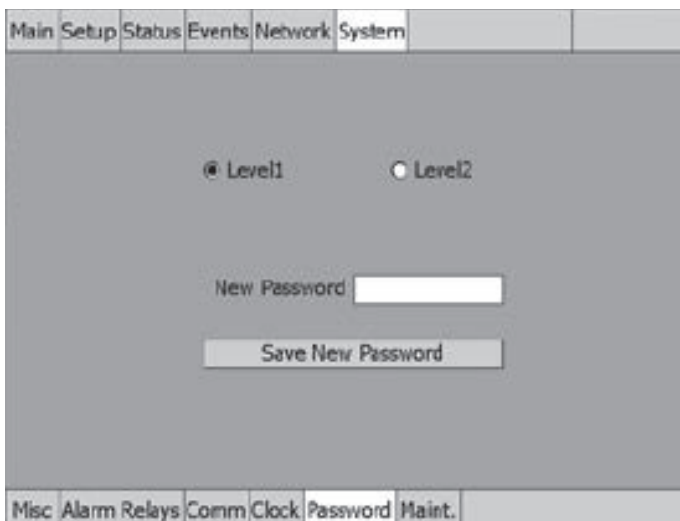 Main Setup Status Events Network System
Level1 Level2
New Password
Save New Password
Misc Alarm Relays Comm Clock Password Maint.